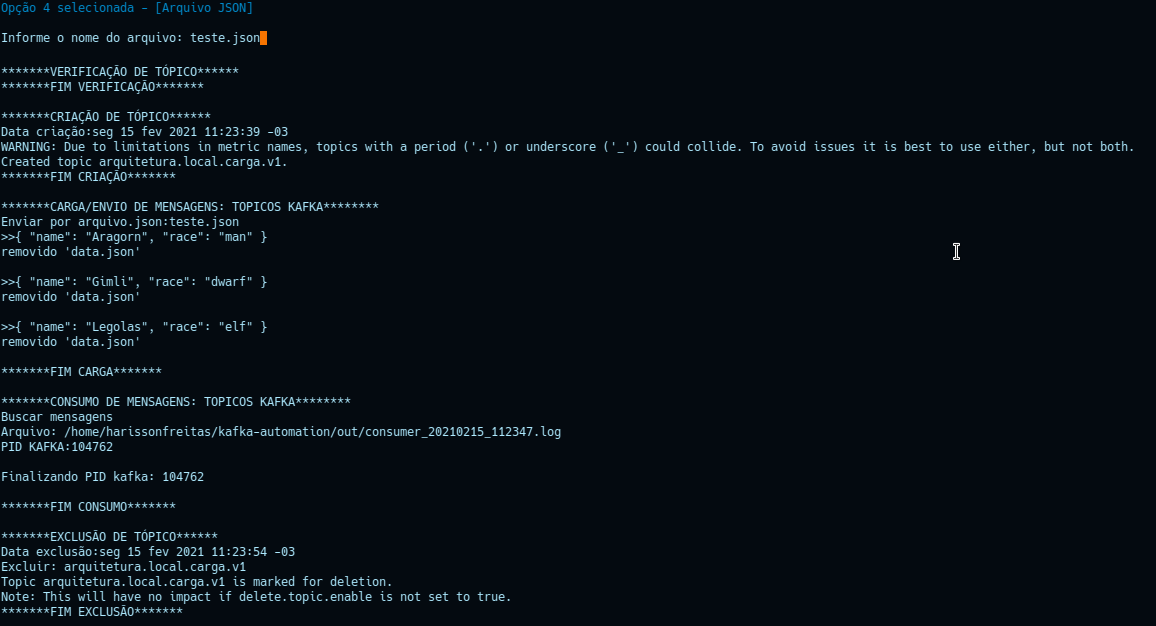 Opção 4 selecionada – [Arquivo JSON]
Informe o nome do arquivo: teste.json
*******VERIFICAÇÃO DE TÓPICO******
*******FIM VERIFICAÇÃO*******
*******CRIAÇÃO DE TÓPICO******
Data criação:seg 15 fev 2021 11:23:39 -03
WARNING: Due to limitations in metric names, topics with a period ('.') or underscore ('_') could collide. To avoid issues it is best to use either, but not both.
Created topic arquitetura.local.carga.v1.
*******FIM CRIAÇÃO*******
*******CARGA/ENVIO DE MENSAGENS: TOPICOS KAFKA********
Enviar por arquivo.json:teste.json
>>{ "name": "Aragorn", "race": "man" }
removido 'data.json'
>>{ "name": "Gimli", "race": "dwarf" }
removido 'data.json'
>>{ "name": "Legolas", "race": "elf" }
removido 'data.json'
*******FIM CARGA*******
*******CONSUMO DE MENSAGENS: TOPICOS KAFKA********
Buscar mensagens
Arquivo: /home/harissonfreitas/kafka-automation/out/consumer_20210215_112347.log
PID KAFKA:104762
Finalizando PID kafka: 104762
*******FIM CONSUMO*******
*******EXCLUSÃO DE TÓPICO******
Data exclusão:seg 15 fev 2021 11:23:54 -03
Excluir: arquitetura.local.carga.v1
Topic arquitetura.local.carga.v1 is marked for deletion.
Note: This will have no impact if delete.topic.enable is not set to true.
*******FIM EXCLUSÃO*******